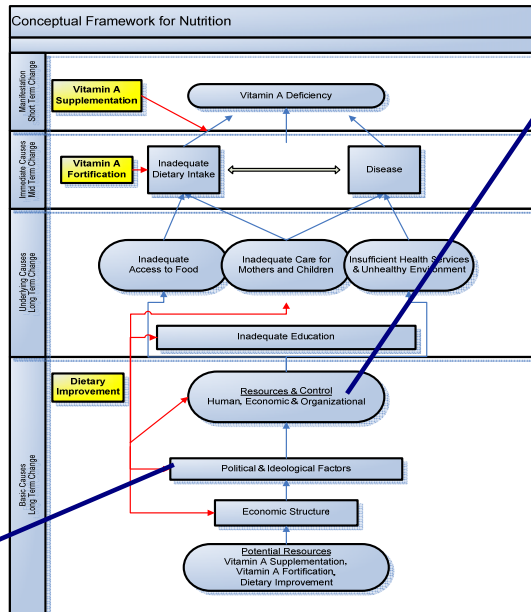 Conceptual Framework for Nutrition
Manifestation
Short Term Change
Vitamin A
Supplementation
Vitamin A Deficiency
Immediate Causes
Mid Term Change
Vitamin A
Fortification
Inadequate
Dietary Intake
Disease
Underlying Causes
Long Term Change
Inadequate
Access to Food
Inadequate Care for
Mothers and Children
Insufficient Health Services
& Unhealthy Environment
Inadequate Education
Basic Causes
Long Term Change
Dietary
Improvement
Resources & Control
Human, Economic & Organizational
Political & Ideological Factors
Economic Structure
Potential Resources
Vitamin A Supplementation,
Vitamin A Fortification,
Dietary Improvement